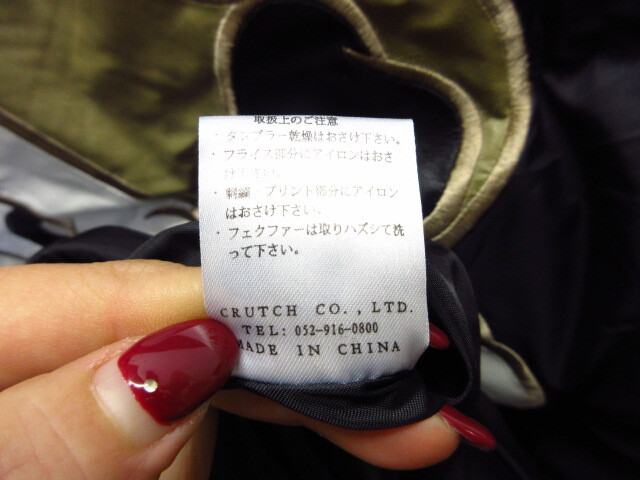 取扱上のご注意
・タンブラー乾燥はおさけ下さい。
・フライス部分にアイロンはおさ
け下さい。
・刺繍・プリント部分にアイロン
はおさけ下さい。
・フェクファーは取りハズシて洗
って下さい。
CRUTCH CO., LTD.
TEL: 052-916-0800
MADE IN CHINA